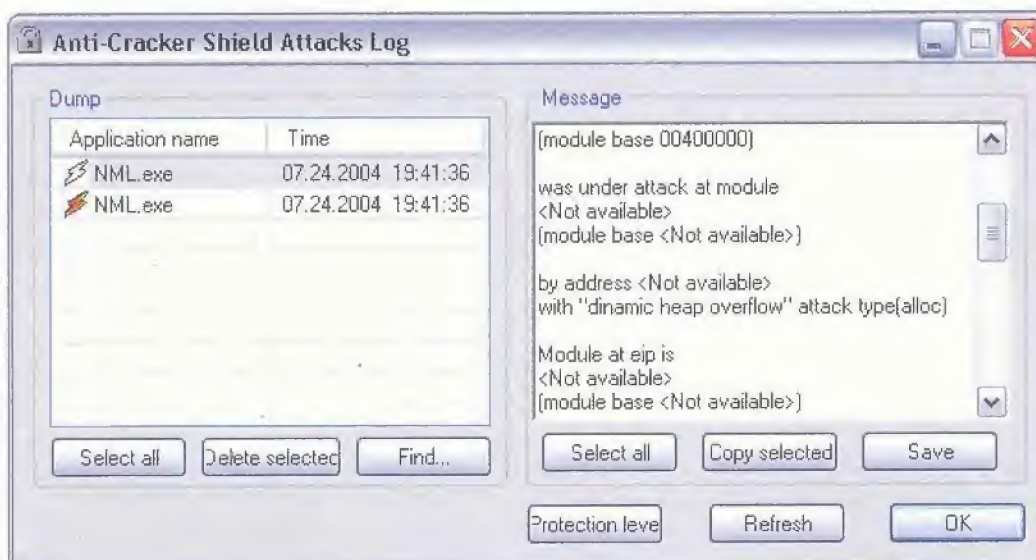 Anti-Cracker Shield Attacks Log
Dump
Application name Time
NML.exe 07.24.2004 19:41:36
NML.exe 07.24.2004 19:41:36
Select all Delete selected Find...
Message
(module base 00400000)
was under attack at module
<Not available>
(module base <Not available>)
by address <Not available>
with "dinamic heap overflow" attack type(alloc)
Module at eip is
<Not available>
(module base <Not available>)
Select all Copy selected Save
Protection leve Refresh OK